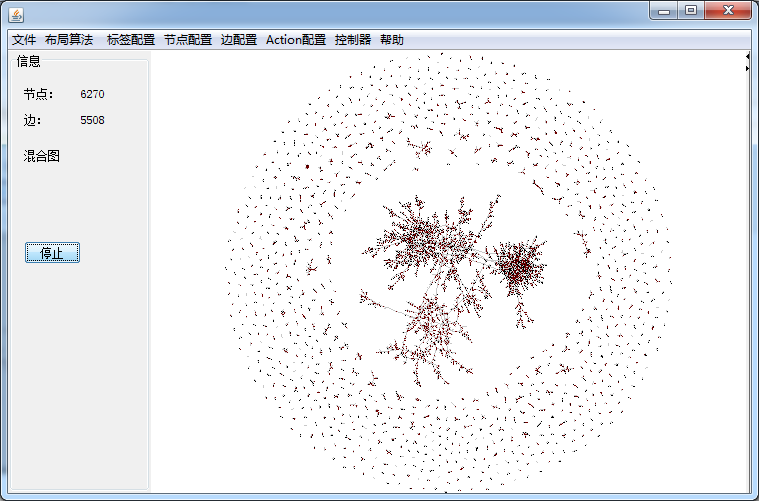 文件 布局算法 标签配置 节点配置 边配置 Action配置 控制器 帮助
信息
节点： 6270
边： 5508
混合图
停止